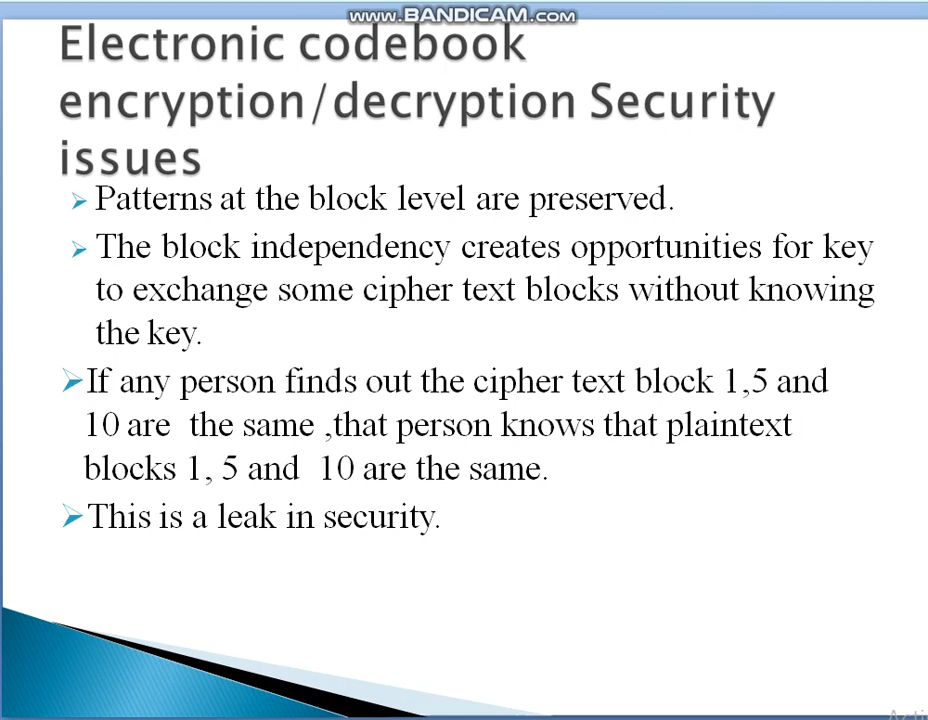 www.BANDICAM.com
Electronic codebook
encryption/decryption Security
issues
➢ Patterns at the block level are preserved.
➢ The block independency creates opportunities for key
to exchange some cipher text blocks without knowing
the key.
➢If any person finds out the cipher text block 1,5 and
10 are the same ,that person knows that plaintext
blocks 1, 5 and 10 are the same.
➢This is a leak in security.